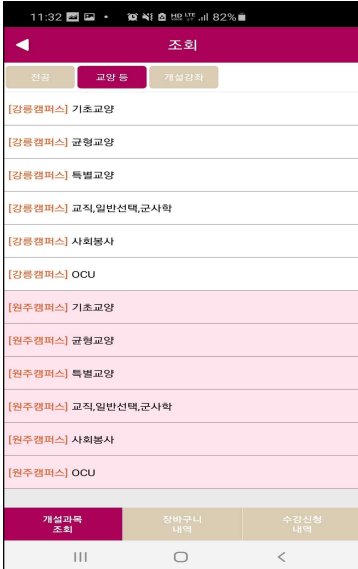 11:32 82%
조회
전공 교양 등 개설강좌
[강릉캠퍼스] 기초교양
[강릉캠퍼스] 균형교양
[강릉캠퍼스] 특별교양
[강릉캠퍼스] 교직,일반선택,군사학
[강릉캠퍼스] 사회봉사
[강릉캠퍼스] OCU
[원주캠퍼스] 기초교양
[원주캠퍼스] 균형교양
[원주캠퍼스] 특별교양
[원주캠퍼스] 교직,일반선택,군사학
[원주캠퍼스] 사회봉사
[원주캠퍼스] OCU
개설과목 장바구니 수강신청
조회 내역 내역